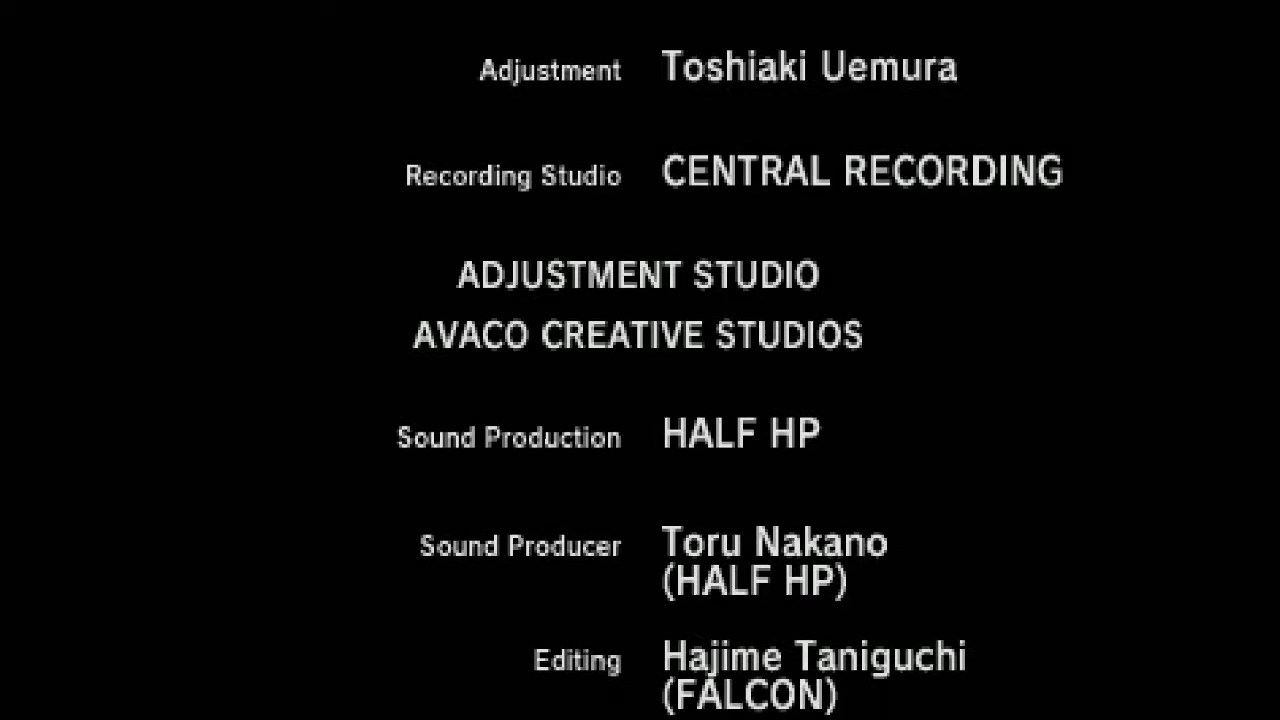 Adjustment Toshiaki Uemura
Recording Studio CENTRAL RECORDING
ADJUSTMENT STUDIO
AVACO CREATIVE STUDIOS
Sound Production HALF HP
Sound Producer Toru Nakano
(HALF HP)
Editing Hajime Taniguchi
(FALCON)